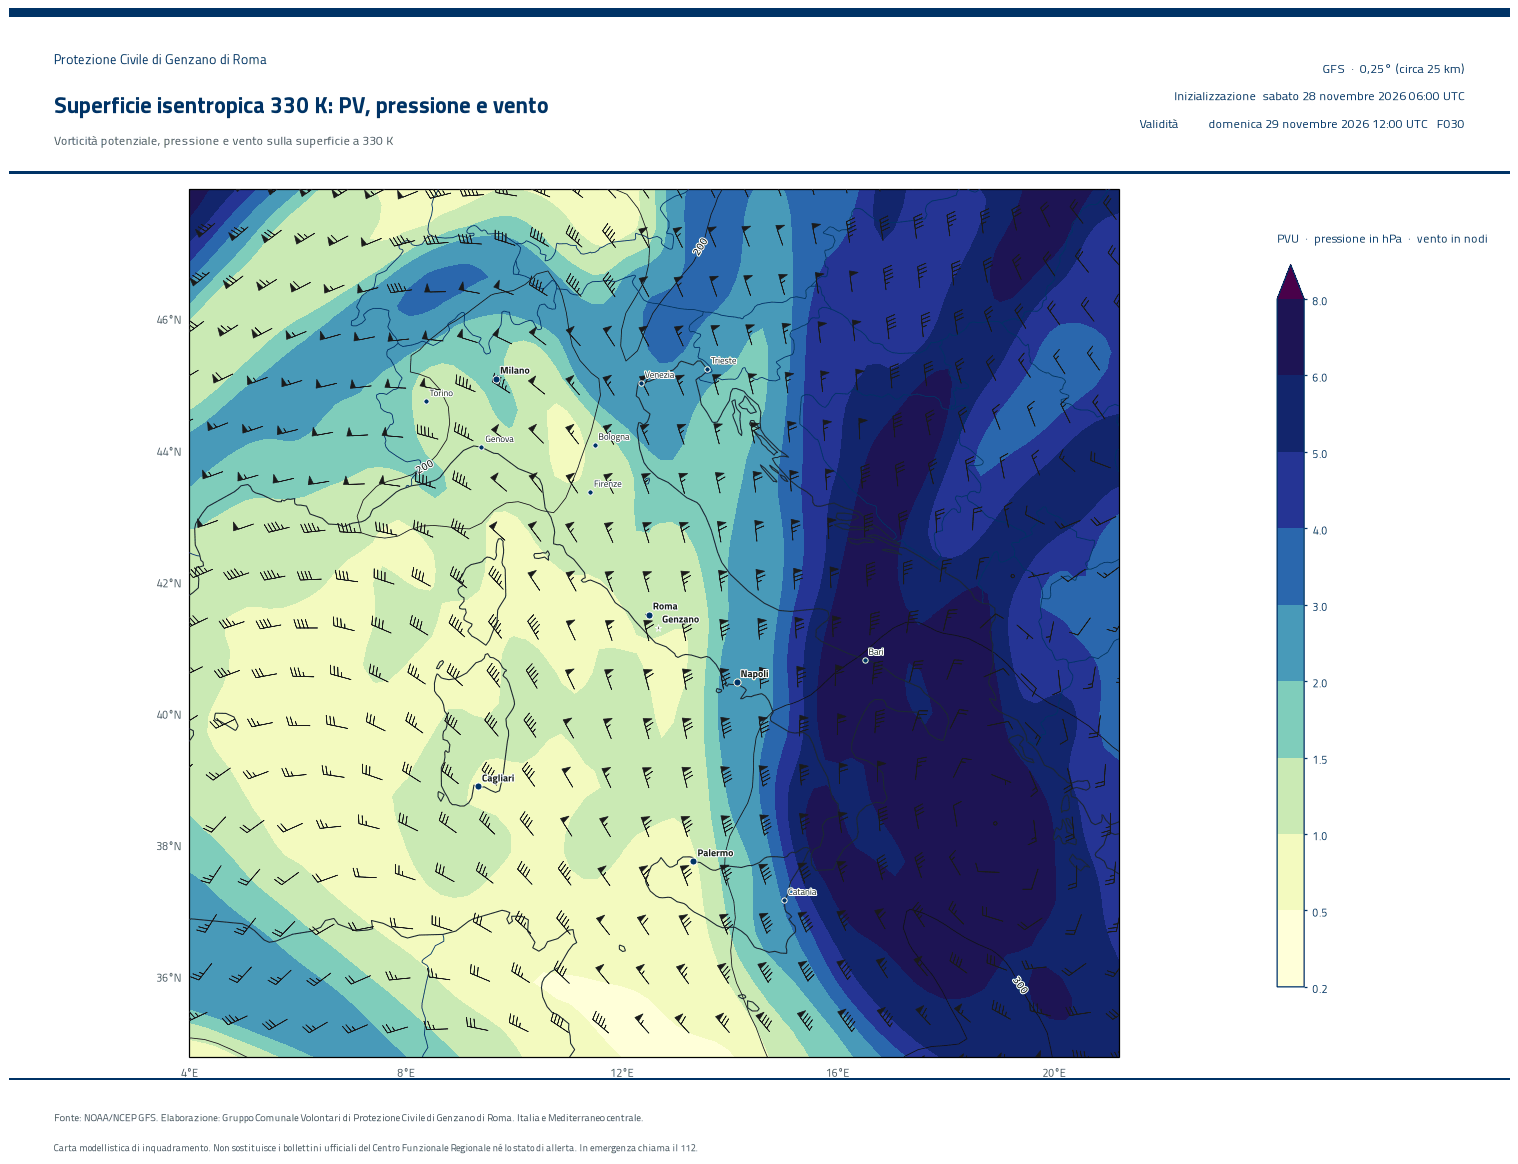 Protezione Civile di Genzano di Roma
Superficie isentropica 330 K: PV, pressione e vento
Vorticità potenziale, pressione e vento sulla superficie a 330 K
GFS · 0,25° (circa 25 km)
Inizializzazione sabato 28 novembre 2026 06:00 UTC
Validità domenica 29 novembre 2026 12:00 UTC F030
PVU · pressione in hPa · vento in nodi
8.0
6.0
5.0
4.0
3.0
2.0
1.5
1.0
0.5
0.2
46°N
44°N
42°N
40°N
38°N
36°N
4°E
8°E
12°E
16°E
20°E
200
Trieste
Milano
Venezia
Torino
Genova
Bologna
200
Firenze
Roma
Genzano
Bari
Napoli
Cagliari
Palermo
Catania
300
Fonte: NOAA/NCEP GFS. Elaborazione: Gruppo Comunale Volontari di Protezione Civile di Genzano di Roma. Italia e Mediterraneo centrale.
Carta modellistica di inquadramento. Non sostituisce i bollettini ufficiali del Centro Funzionale Regionale né lo stato di allerta. In emergenza chiama il 112.